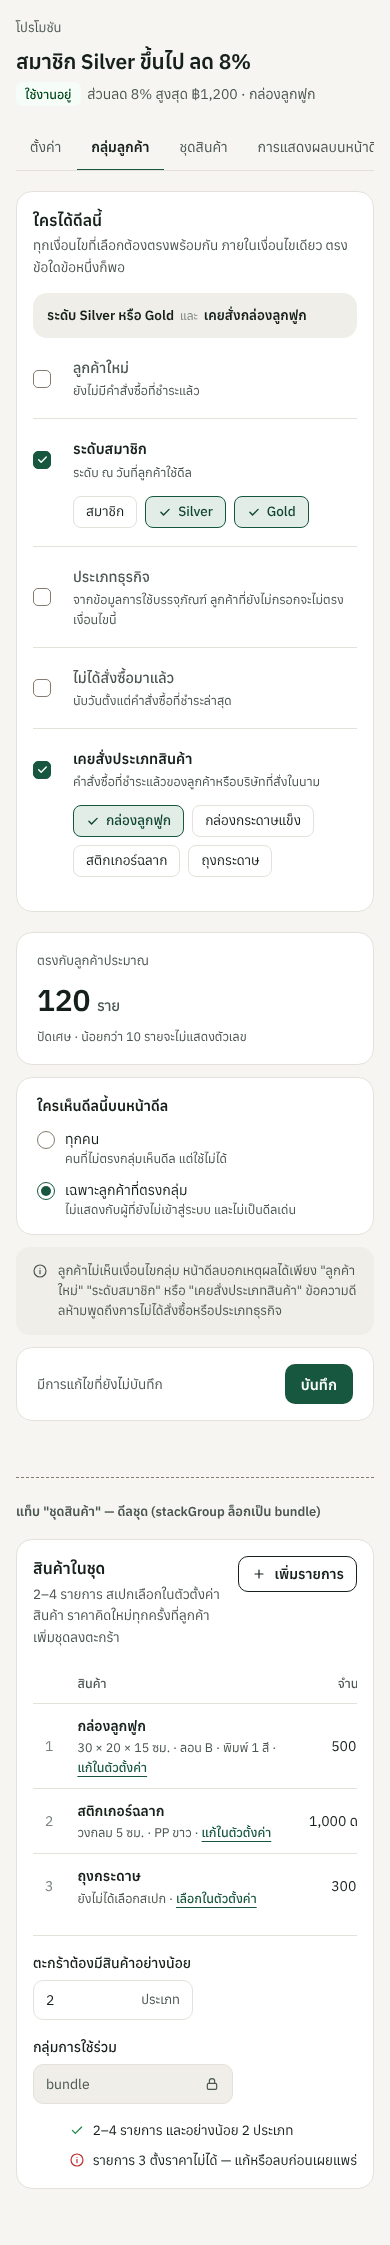 โปรโมชัน
สมาชิก Silver ขึ้นไป ลด 8%
ใช้งานอยู่ ส่วนลด 8% สูงสุด ฿1,200 · กล่องลูกฟูก
ตั้งค่า กลุ่มลูกค้า ชุดสินค้า การแสดงผลบนหน้าดี
ใครได้ดีลนี้
ทุกเงื่อนไขที่เลือกต้องตรงพร้อมกัน ภายในเงื่อนไขเดียว ตรง
ข้อใดข้อหนึ่งก็พอ
ระดับ Silver หรือ Gold และ เคยสั่งกล่องลูกฟูก
ลูกค้าใหม่
ยังไม่มีคำสั่งซื้อที่ชำระแล้ว
ระดับสมาชิก
ระดับ ณ วันที่ลูกค้าใช้ดีล
สมาชิก Silver Gold
ประเภทธุรกิจ
จากข้อมูลการใช้บรรจุภัณฑ์ ลูกค้าที่ยังไม่กรอกจะไม่ตรง
เงื่อนไขนี้
ไม่ได้สั่งซื้อมาแล้ว
นับวันตั้งแต่คำสั่งซื้อที่ชำระล่าสุด
เคยสั่งประเภทสินค้า
คำสั่งซื้อที่ชำระแล้วของลูกค้าหรือบริษัทที่สั่งในนาม
กล่องลูกฟูก กล่องกระดาษแข็ง
สติกเกอร์ฉลาก ถุงกระดาษ
ตรงกับลูกค้าประมาณ
120 ราย
ปัดเศษ · น้อยกว่า 10 รายจะไม่แสดงตัวเลข
ใครเห็นดีลนี้บนหน้าดีล
ทุกคน
คนที่ไม่ตรงกลุ่มเห็นดีล แต่ใช้ไม่ได้
เฉพาะลูกค้าที่ตรงกลุ่ม
ไม่แสดงกับผู้ที่ยังไม่เข้าสู่ระบบ และไม่เป็นดีลเด่น
ลูกค้าไม่เห็นเงื่อนไขกลุ่ม หน้าดีลบอกเหตุผลได้เพียง "ลูกค้า
ใหม่" "ระดับสมาชิก" หรือ "เคยสั่งประเภทสินค้า" ข้อความดี
ลห้ามพูดถึงการไม่ได้สั่งซื้อหรือประเภทธุรกิจ
มีการแก้ไขที่ยังไม่บันทึก บันทึก
แท็บ "ชุดสินค้า" — ดีลชุด (stackGroup ล็อกเป็น bundle)
สินค้าในชุด เพิ่มรายการ
2–4 รายการ สเปกเลือกในตัวตั้งค่า
สินค้า ราคาคิดใหม่ทุกครั้งที่ลูกค้า
เพิ่มชุดลงตะกร้า
สินค้า จำน
กล่องลูกฟูก
1 30 × 20 × 15 ซม. · ลอน B · พิมพ์ 1 สี · 500
แก้ในตัวตั้งค่า
สติกเกอร์ฉลาก
2 วงกลม 5 ซม. · PP ขาว · แก้ในตัวตั้งค่า 1,000 ด
ถุงกระดาษ
3 ยังไม่ได้เลือกสเปก · เลือกในตัวตั้งค่า 300
ตะกร้าต้องมีสินค้าอย่างน้อย
2 ประเภท
กลุ่มการใช้ร่วม
bundle
2–4 รายการ และอย่างน้อย 2 ประเภท
รายการ 3 ตั้งราคาไม่ได้ — แก้หรือลบก่อนเผยแพร่